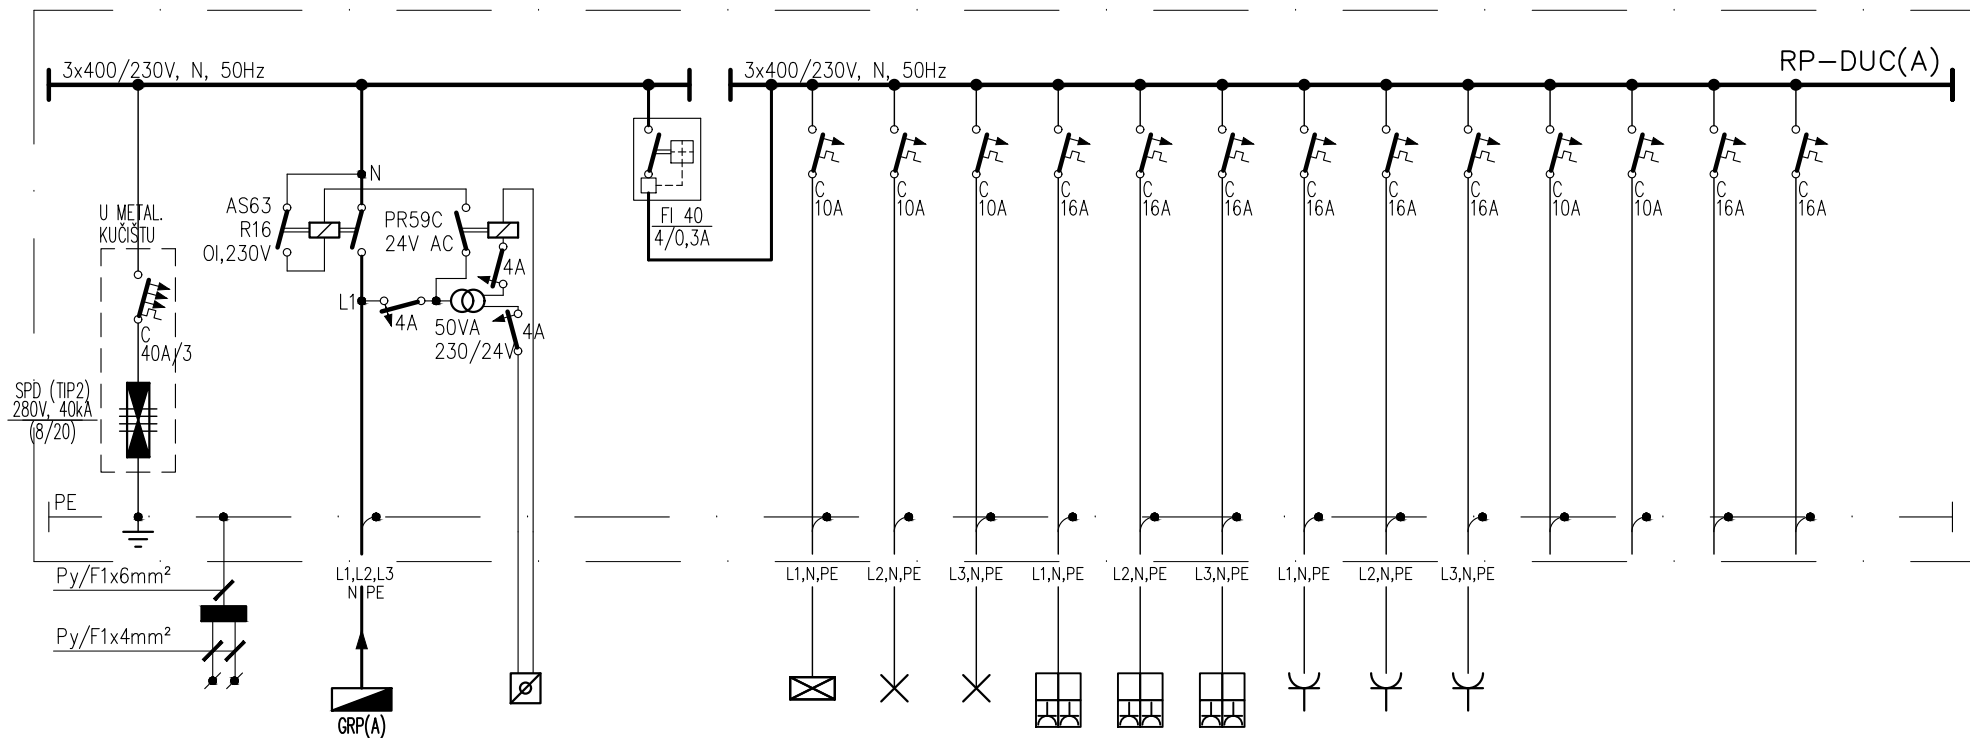 3x400/230V, N, 50Hz
3x400/230V, N, 50Hz
RP-DUC(A)
N
AS63
R16
OI,230V
PR59C
24V AC
FI 40
4/0,3A
C
10A
C
10A
C
10A
C
16A
C
16A
C
16A
C
16A
C
16A
C
16A
C
10A
C
10A
C
16A
C
16A
U METAL.
KUČIŠTU
4A
L1
4A
50VA
230/24V
4A
C
40A/3
SPD (TIP2)
280V, 40kA
(8/20)
PE
Py/F1x6mm²
L1,L2,L3
N PE
L1,N,PE
L2,N,PE
L3,N,PE
L1,N,PE
L2,N,PE
L3,N,PE
L1,N,PE
L2,N,PE
L3,N,PE
Py/F1x4mm²
GRP(A)